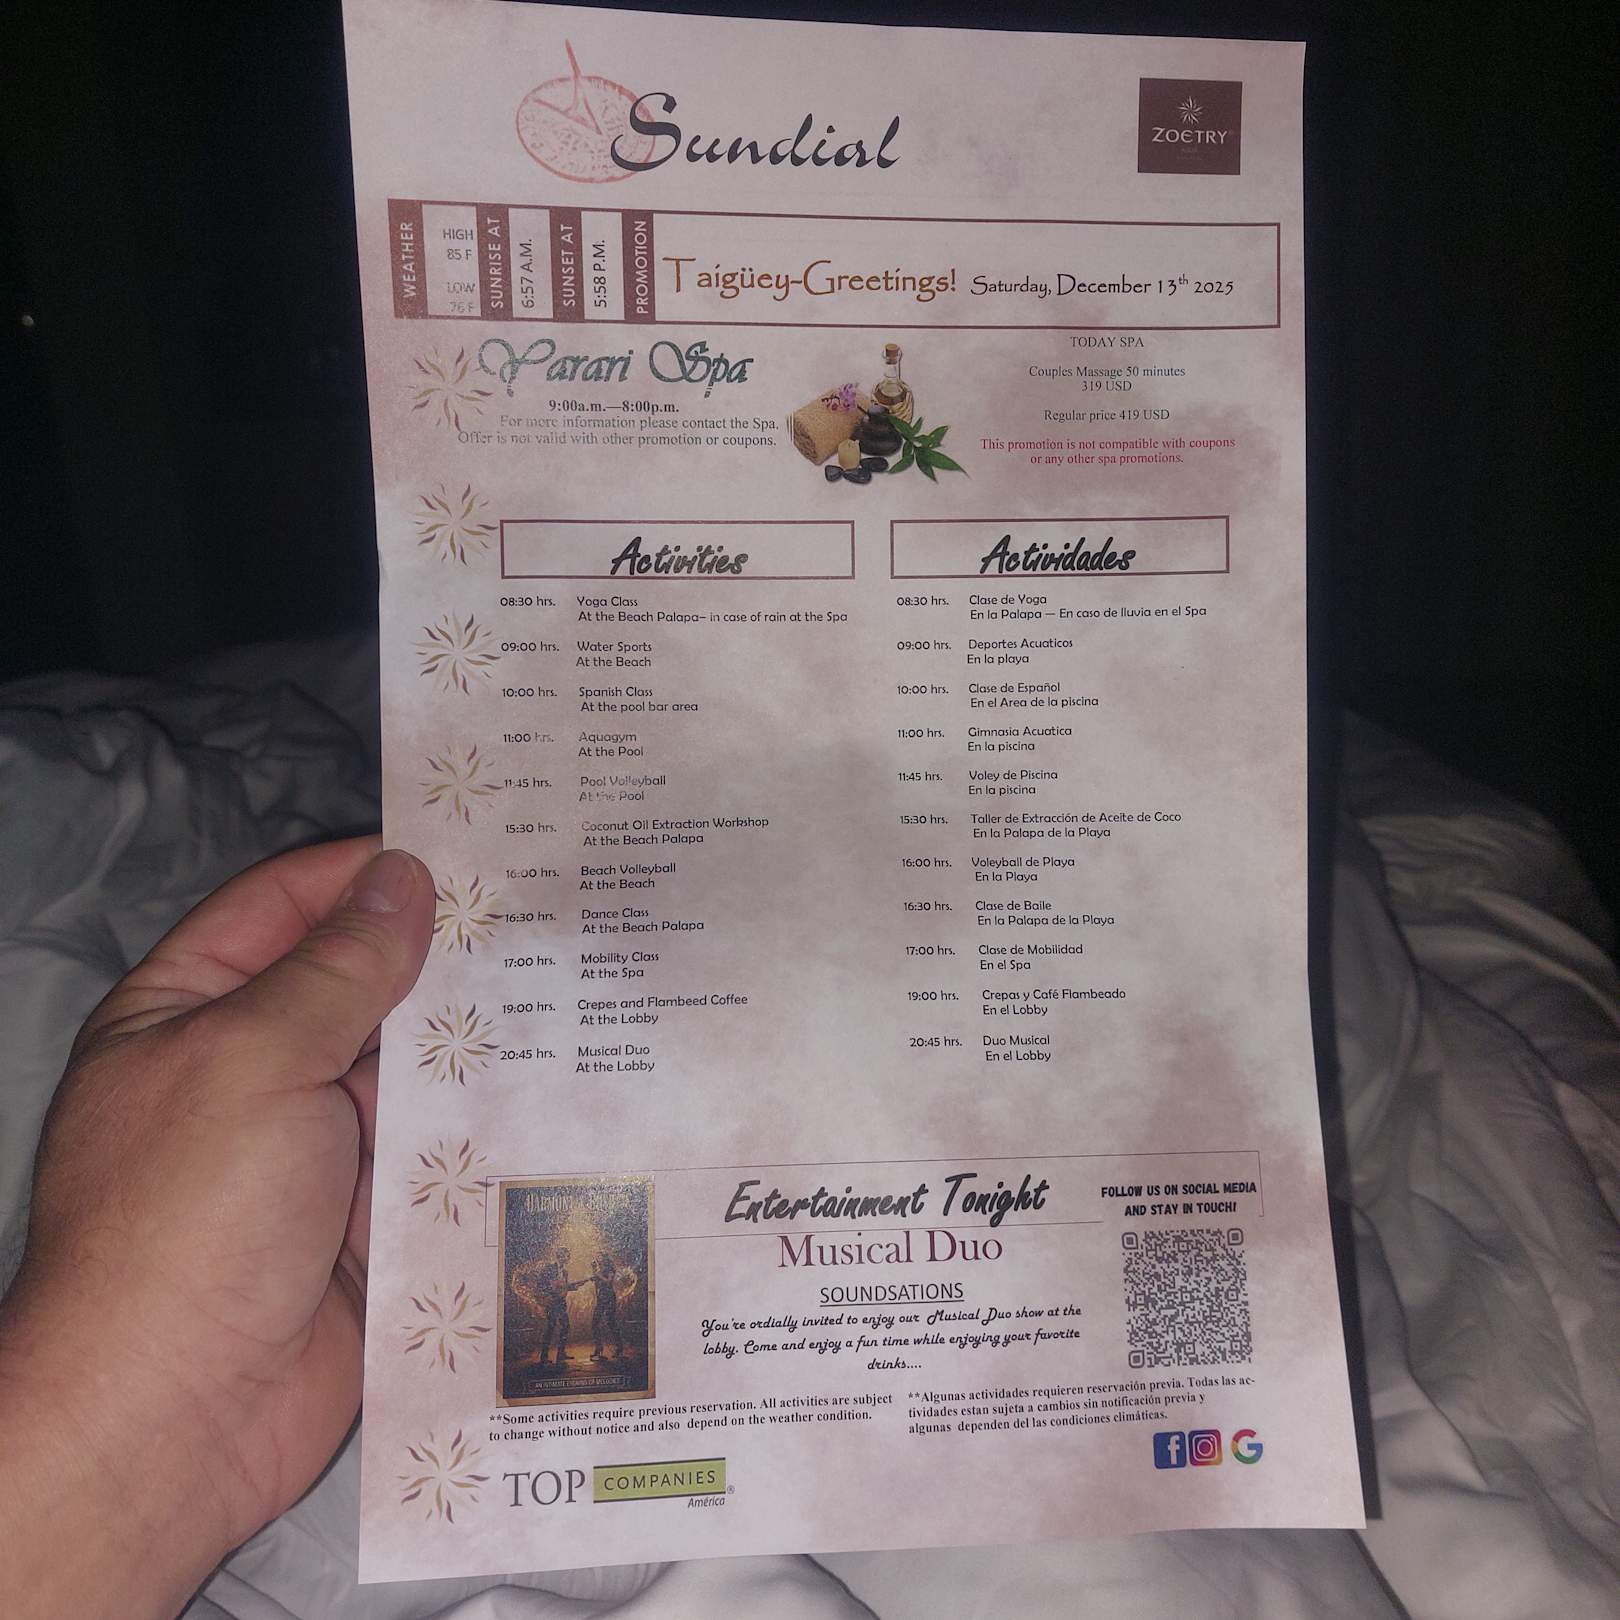 Sundial
ZOЄTRY
WEATHER
HIGH
85 F
LOW
76 F
SUNRISE AT
6:57 A.M.
SUNSET AT
5:58 P.M.
PROMOTION
Taigüey-Greetings! Saturday, December 13th 2025
Yarari Spa
9:00a.m.—8:00p.m.
For more information please contact the Spa.
Offer is not valid with other promotion or coupons.
TODAY SPA
Couples Massage 50 minutes
319 USD
Regular price 419 USD
This promotion is not compatible with coupons
or any other spa promotions.
Activities
08:30 hrs. Yoga Class
At the Beach Palapa– in case of rain at the Spa
09:00 hrs. Water Sports
At the Beach
10:00 hrs. Spanish Class
At the pool bar area
11:00 hrs. Aquagym
At the Pool
11:45 hrs. Pool Volleyball
At the Pool
15:30 hrs. Coconut Oil Extraction Workshop
At the Beach Palapa
16:00 hrs. Beach Volleyball
At the Beach
16:30 hrs. Dance Class
At the Beach Palapa
17:00 hrs. Mobility Class
At the Spa
19:00 hrs. Crepes and Flambeed Coffee
At the Lobby
20:45 hrs. Musical Duo
At the Lobby
Actividades
08:30 hrs. Clase de Yoga
En la Palapa — En caso de lluvia en el Spa
09:00 hrs. Deportes Acuaticos
En la playa
10:00 hrs. Clase de Español
En el Area de la piscina
11:00 hrs. Gimnasia Acuatica
En la piscina
11:45 hrs. Voley de Piscina
En la piscina
15:30 hrs. Taller de Extracción de Aceite de Coco
En la Palapa de la Playa
16:00 hrs. Voleyball de Playa
En la Playa
16:30 hrs. Clase de Baile
En la Palapa de la Playa
17:00 hrs. Clase de Mobilidad
En el Spa
19:00 hrs. Crepas y Café Flambeado
En el Lobby
20:45 hrs. Duo Musical
En el Lobby
AN INTIMATE EVENING OF MELODIES
Entertainment Tonight
Musical Duo
SOUNDSATIONS
You're ordially invited to enjoy our Musical Duo show at the
lobby. Come and enjoy a fun time while enjoying your favorite
drinks....
FOLLOW US ON SOCIAL MEDIA
AND STAY IN TOUCH!
**Some activities require previous reservation. All activities are subject
to change without notice and also depend on the weather condition.
**Algunas actividades requieren reservación previa. Todas las ac-
tividades estan sujeta a cambios sin notificación previa y
algunas dependen del las condiciones climáticas.
TOP COMPANIES®
América